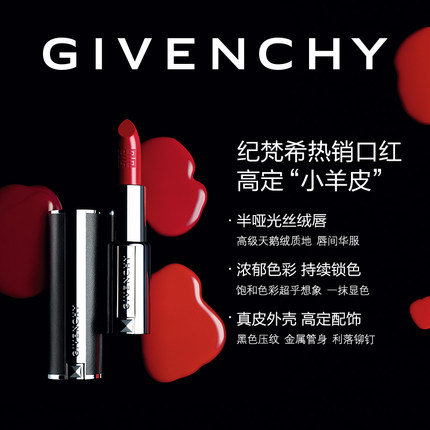 GIVENCHY
纪梵希热销口红
高定“小羊皮”
·半哑光丝绒唇
高级天鹅绒质地 唇间华服
·浓郁色彩 持续锁色
饱和色彩超乎想象 一抹显色
·真皮外壳 高定配饰
黑色压纹 金属管身 利落铆钉
GIVENCHY
GIVENCHY